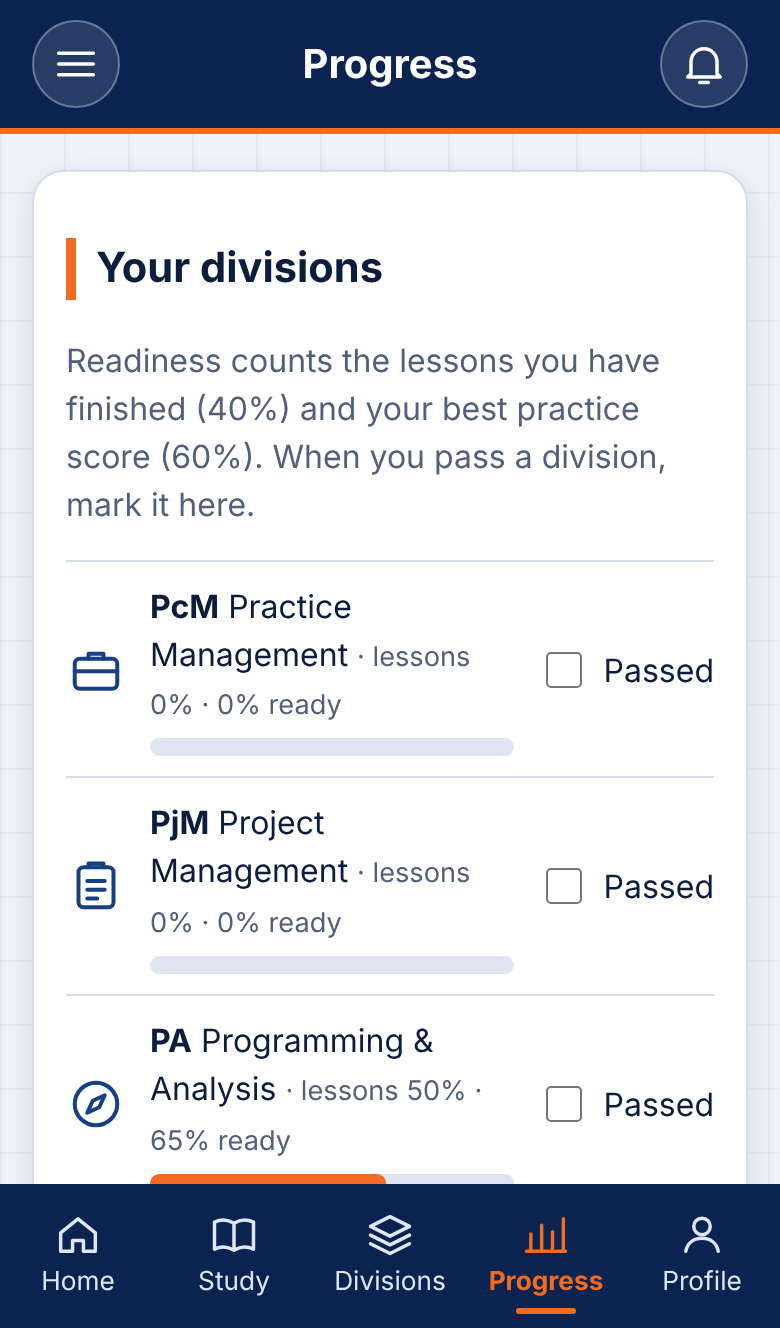 Progress
Your divisions
Readiness counts the lessons you have
finished (40%) and your best practice
score (60%). When you pass a division,
mark it here.
PcM Practice
Management · lessons
0% · 0% ready
Passed
PjM Project
Management · lessons
0% · 0% ready
Passed
PA Programming &
Analysis · lessons 50% ·
65% ready
Passed
Home
Study
Divisions
Progress
Profile